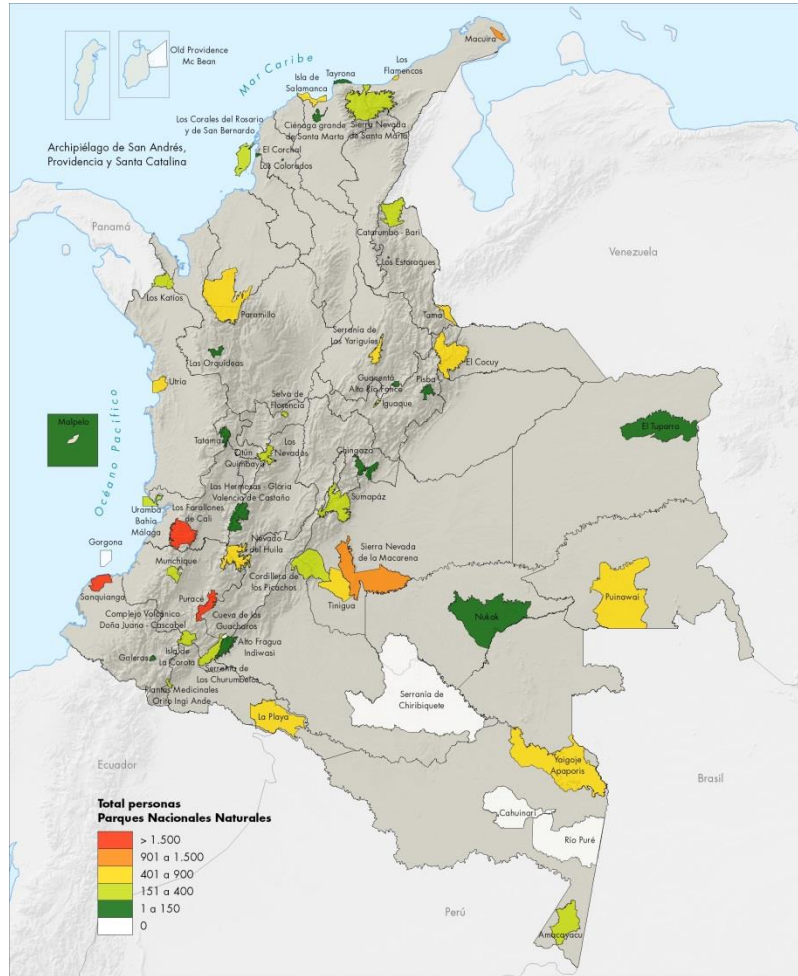 Old Providence
Mc Bean
Archipiélago de San Andrés,
Providencia y Santa Catalina
Mar Caribe
Macuira
Los
Flamencos
Tayrona
Isla de
Salamanca
Los Corales del Rosario
y de San Bernardo
Ciénaga grande
de Santa Marta
Sierra Nevada
de Santa Marta
El Corchal
Los Colorados
Panamá
Catatumbo - Bari
Los Estoraques
Venezuela
Los Katios
Paramillo
Tamá
Serranía de
Los Yariguíes
El Cocuy
Las Orquídeas
Guanentá
Alto Río Fonce
Pisba
Iguaque
Utria
Selva de
Florencia
Malpelo
Océano Pacífico
Tatamá
Otún
Quimbaya
Los
Nevados
Chingaza
El Tuparro
Las Hermosas - Gloria
Valencia de Castaño
Sumapáz
Uramba
Bahía
Málaga
Los Farallones
de Cali
Gorgona
Nevado
del Huila
Sierra Nevada
de la Macarena
Munchique
Cordillera de
los Picachos
Sanquianga
Tinigua
Puinawai
Puracé
Complejo Volcánico
Doña Juana - Cascabel
Cueva de los
Guacharos
Nukak
Alto Fragua
Indiwasi
Galeras
Isla de
La Corota
Serranía de
Los Churumbelos
Plantas Medicinales
Orito Ingi Ande
Serranía de
Chiribiquete
La Playa
Ecuador
Yaigoje
Apaporis
Brasil
Cahuinarí
Río Puré
Perú
Amacayacu
Total personas
Parques Nacionales Naturales
> 1.500
901 a 1.500
401 a 900
151 a 400
1 a 150
0